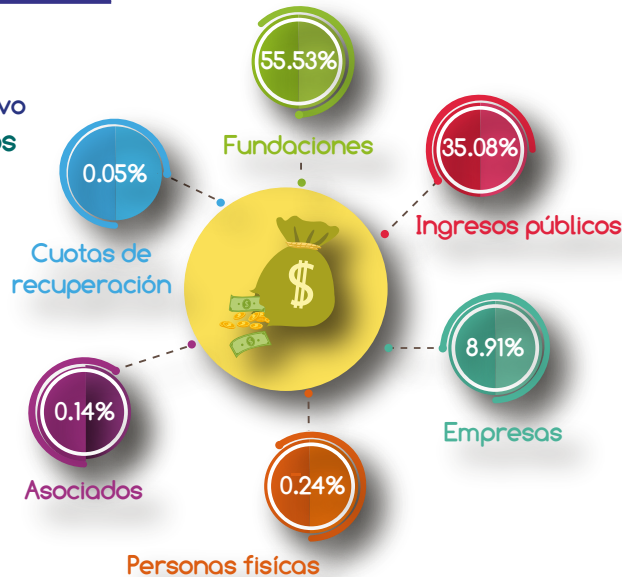 55.53%
Fundaciones
35.08%
Ingresos públicos
8.91%
Empresas
0.24%
Personas fisícas
0.14%
Asociados
0.05%
Cuotas de
recuperación
$